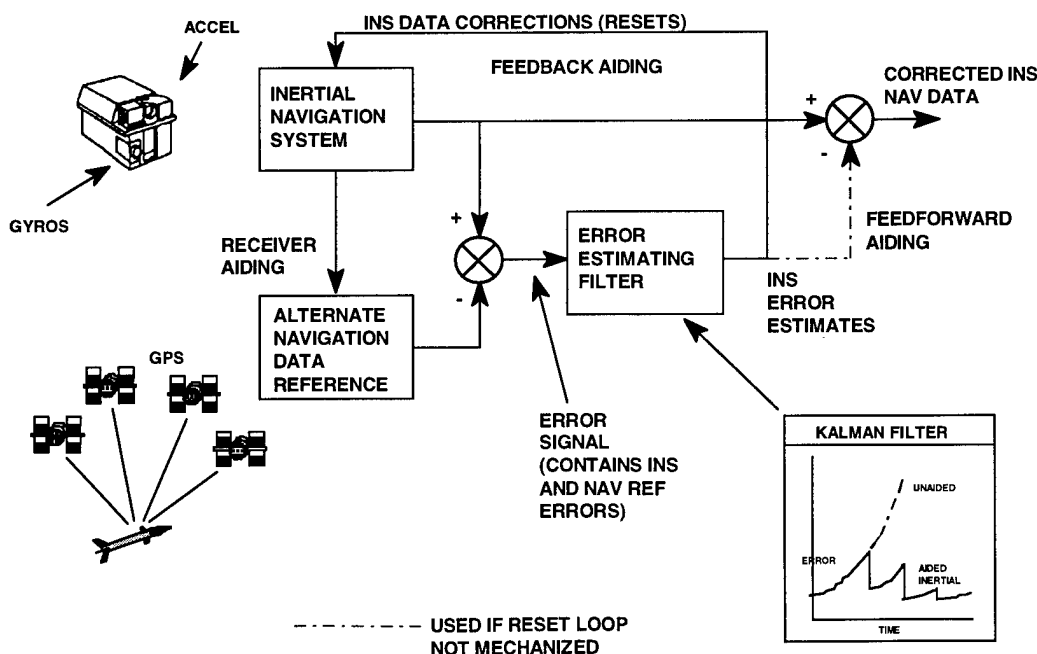 ACCEL
GYROS
INS DATA CORRECTIONS (RESETS)
FEEDBACK AIDING
INERTIAL
NAVIGATION
SYSTEM
+
-
CORRECTED INS
NAV DATA
FEEDFORWARD
AIDING
RECEIVER
AIDING
+
-
ERROR
ESTIMATING
FILTER
INS
ERROR
ESTIMATES
ALTERNATE
NAVIGATION
DATA
REFERENCE
GPS
ERROR
SIGNAL
(CONTAINS INS
AND NAV REF
ERRORS)
KALMAN FILTER
UNAIDED
ERROR
AIDED
INERTIAL
TIME
USED IF RESET LOOP
NOT MECHANIZED